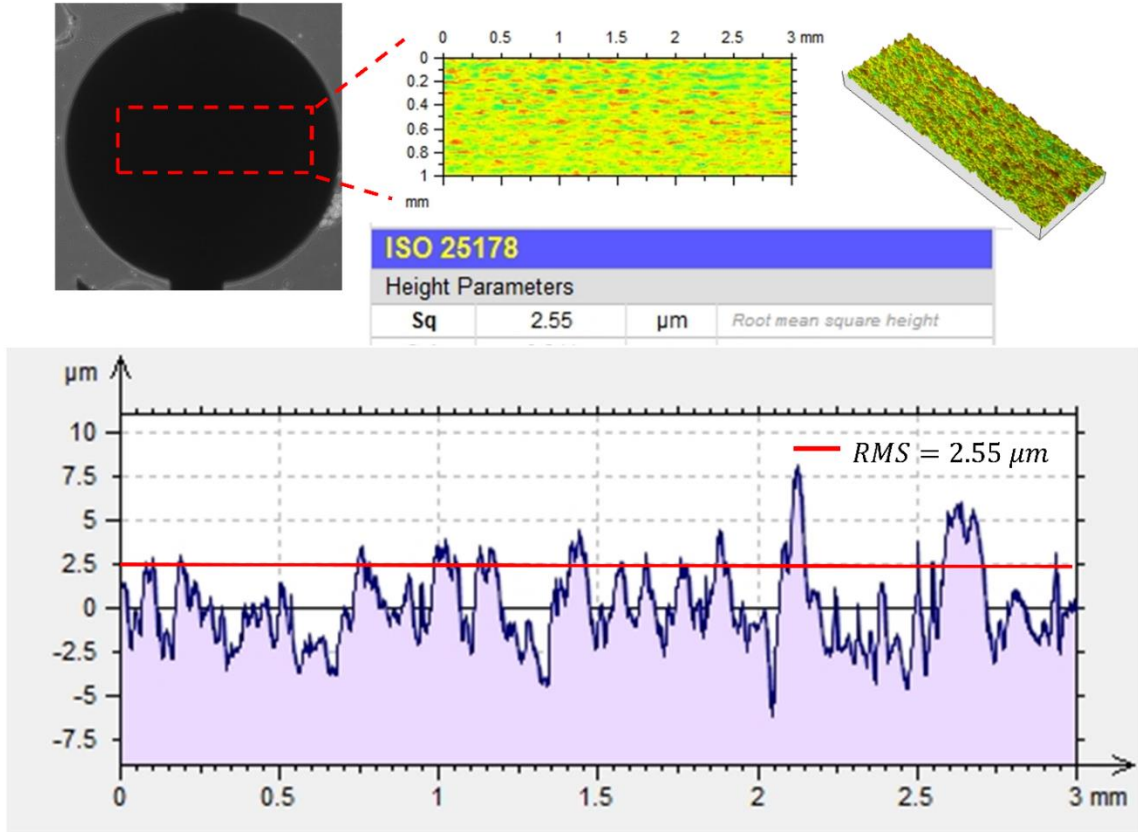 0 0.5 1 1.5 2 2.5 3 mm
0
0.2
0.4
0.6
0.8
1
mm
ISO 25178
Height Parameters
Sq 2.55 µm Root mean square height
µm
10
7.5
5
2.5
0
-2.5
-5
-7.5
RMS = 2.55 μm
0 0.5 1 1.5 2 2.5 3 mm